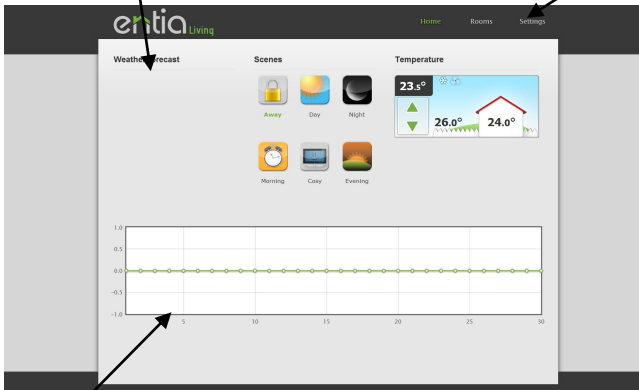 entia Living
Home Rooms Settings
Weather Forecast Scenes Temperature
23.5°
Away Day Night
26.0° 24.0°
Morning Cosy Evening
1.0
0.5
0.0
-0.5
-1.0
5 10 15 20 25 30